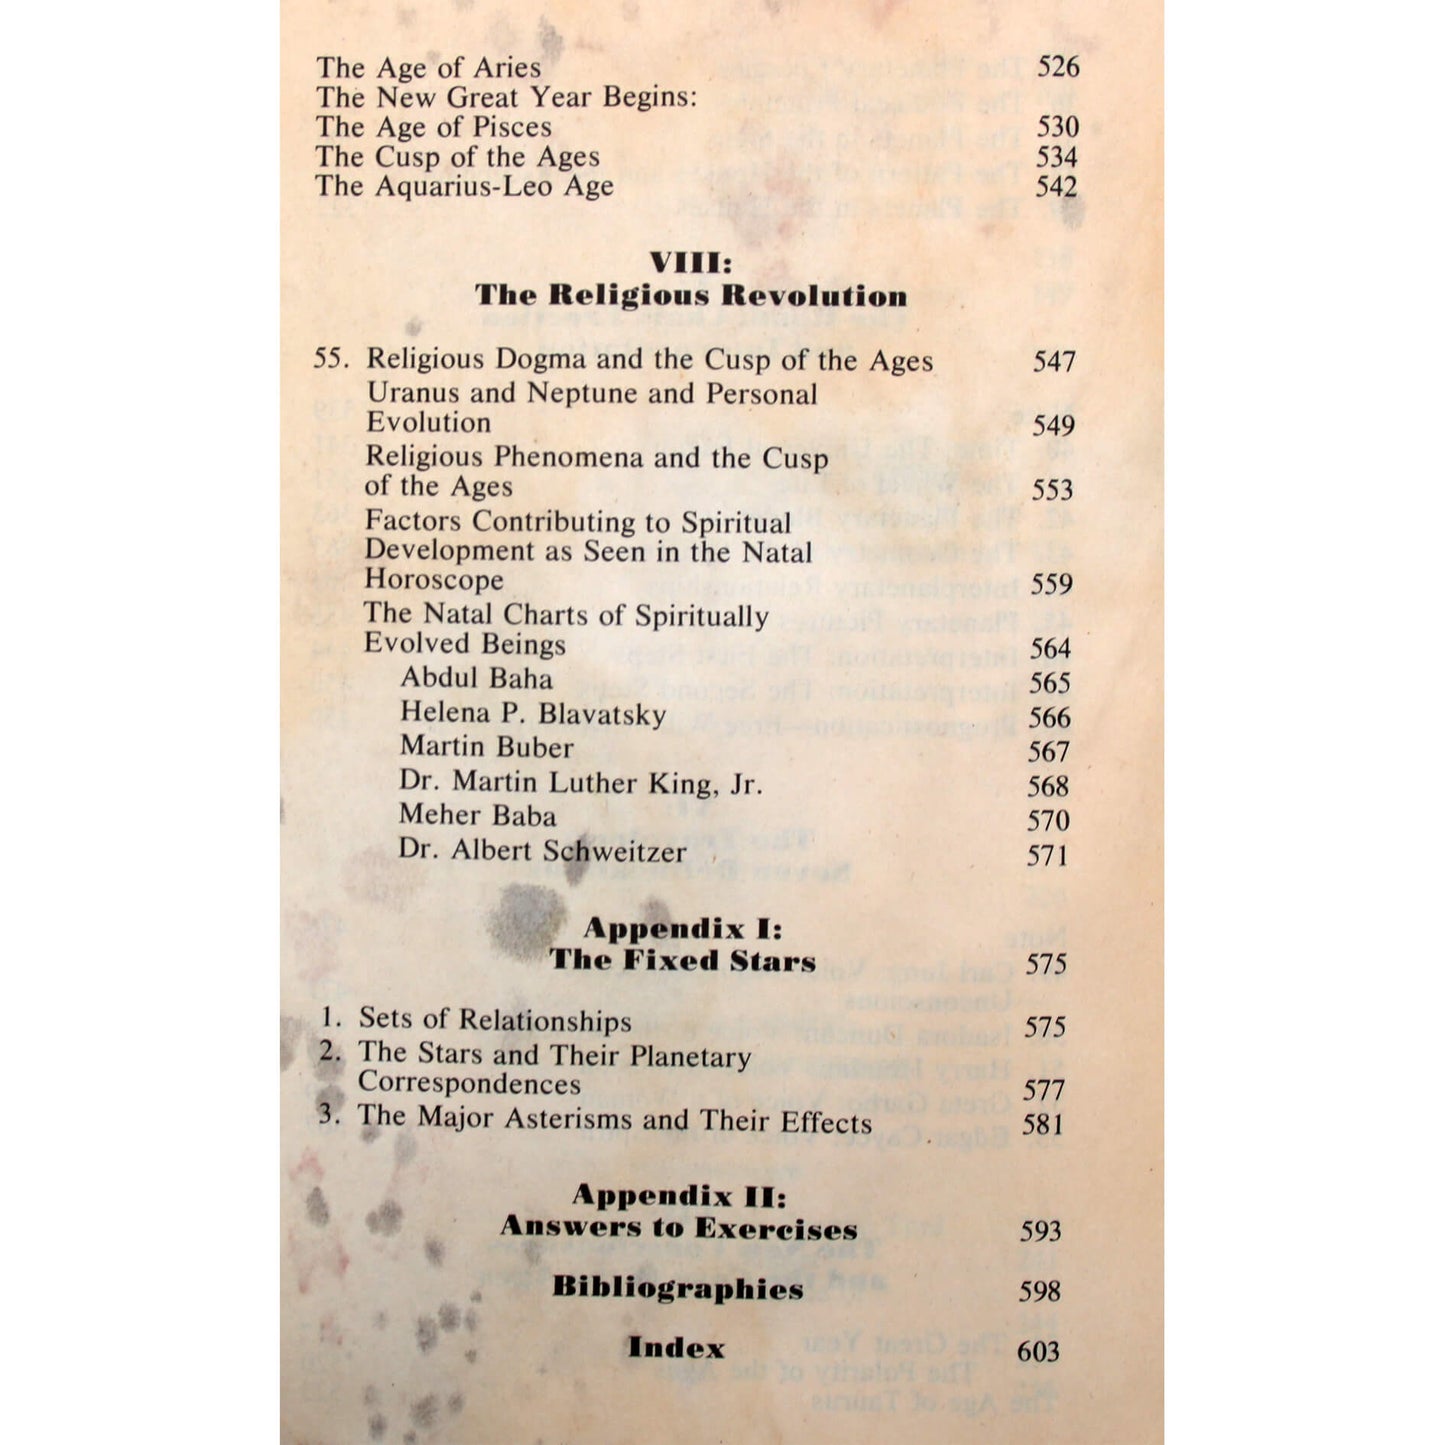 The Age of Aries 526
The New Great Year Begins:
The Age of Pisces 530
The Cusp of the Ages 534
The Aquarius-Leo Age 542
VIII:
The Religious Revolution
55. Religious Dogma and the Cusp of the Ages 547
Uranus and Neptune and Personal
Evolution 549
Religious Phenomena and the Cusp
of the Ages 553
Factors Contributing to Spiritual
Development as Seen in the Natal
Horoscope 559
The Natal Charts of Spiritually
Evolved Beings 564
Abdul Baha 565
Helena P. Blavatsky 566
Martin Buber 567
Dr. Martin Luther King, Jr. 568
Meher Baba 570
Dr. Albert Schweitzer 571
Appendix I:
The Fixed Stars 575
1. Sets of Relationships 575
2. The Stars and Their Planetary
Correspondences 577
3. The Major Asterisms and Their Effects 581
Appendix II:
Answers to Exercises 593
Bibliographies 598
Index 603